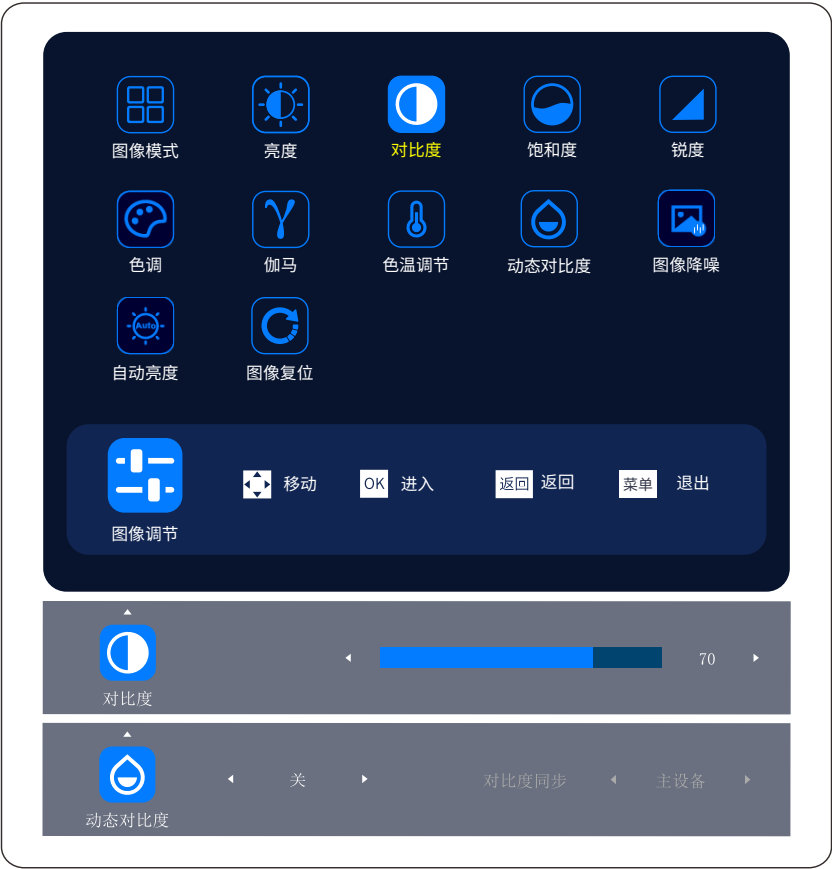 图像模式 亮度 对比度 饱和度 锐度
色调 伽马 色温调节 动态对比度 图像降噪
Auto
自动亮度 图像复位
OK 返回 菜单
移动 进入 返回 退出
图像调节
70
对比度
关 对比度同步 主设备
动态对比度